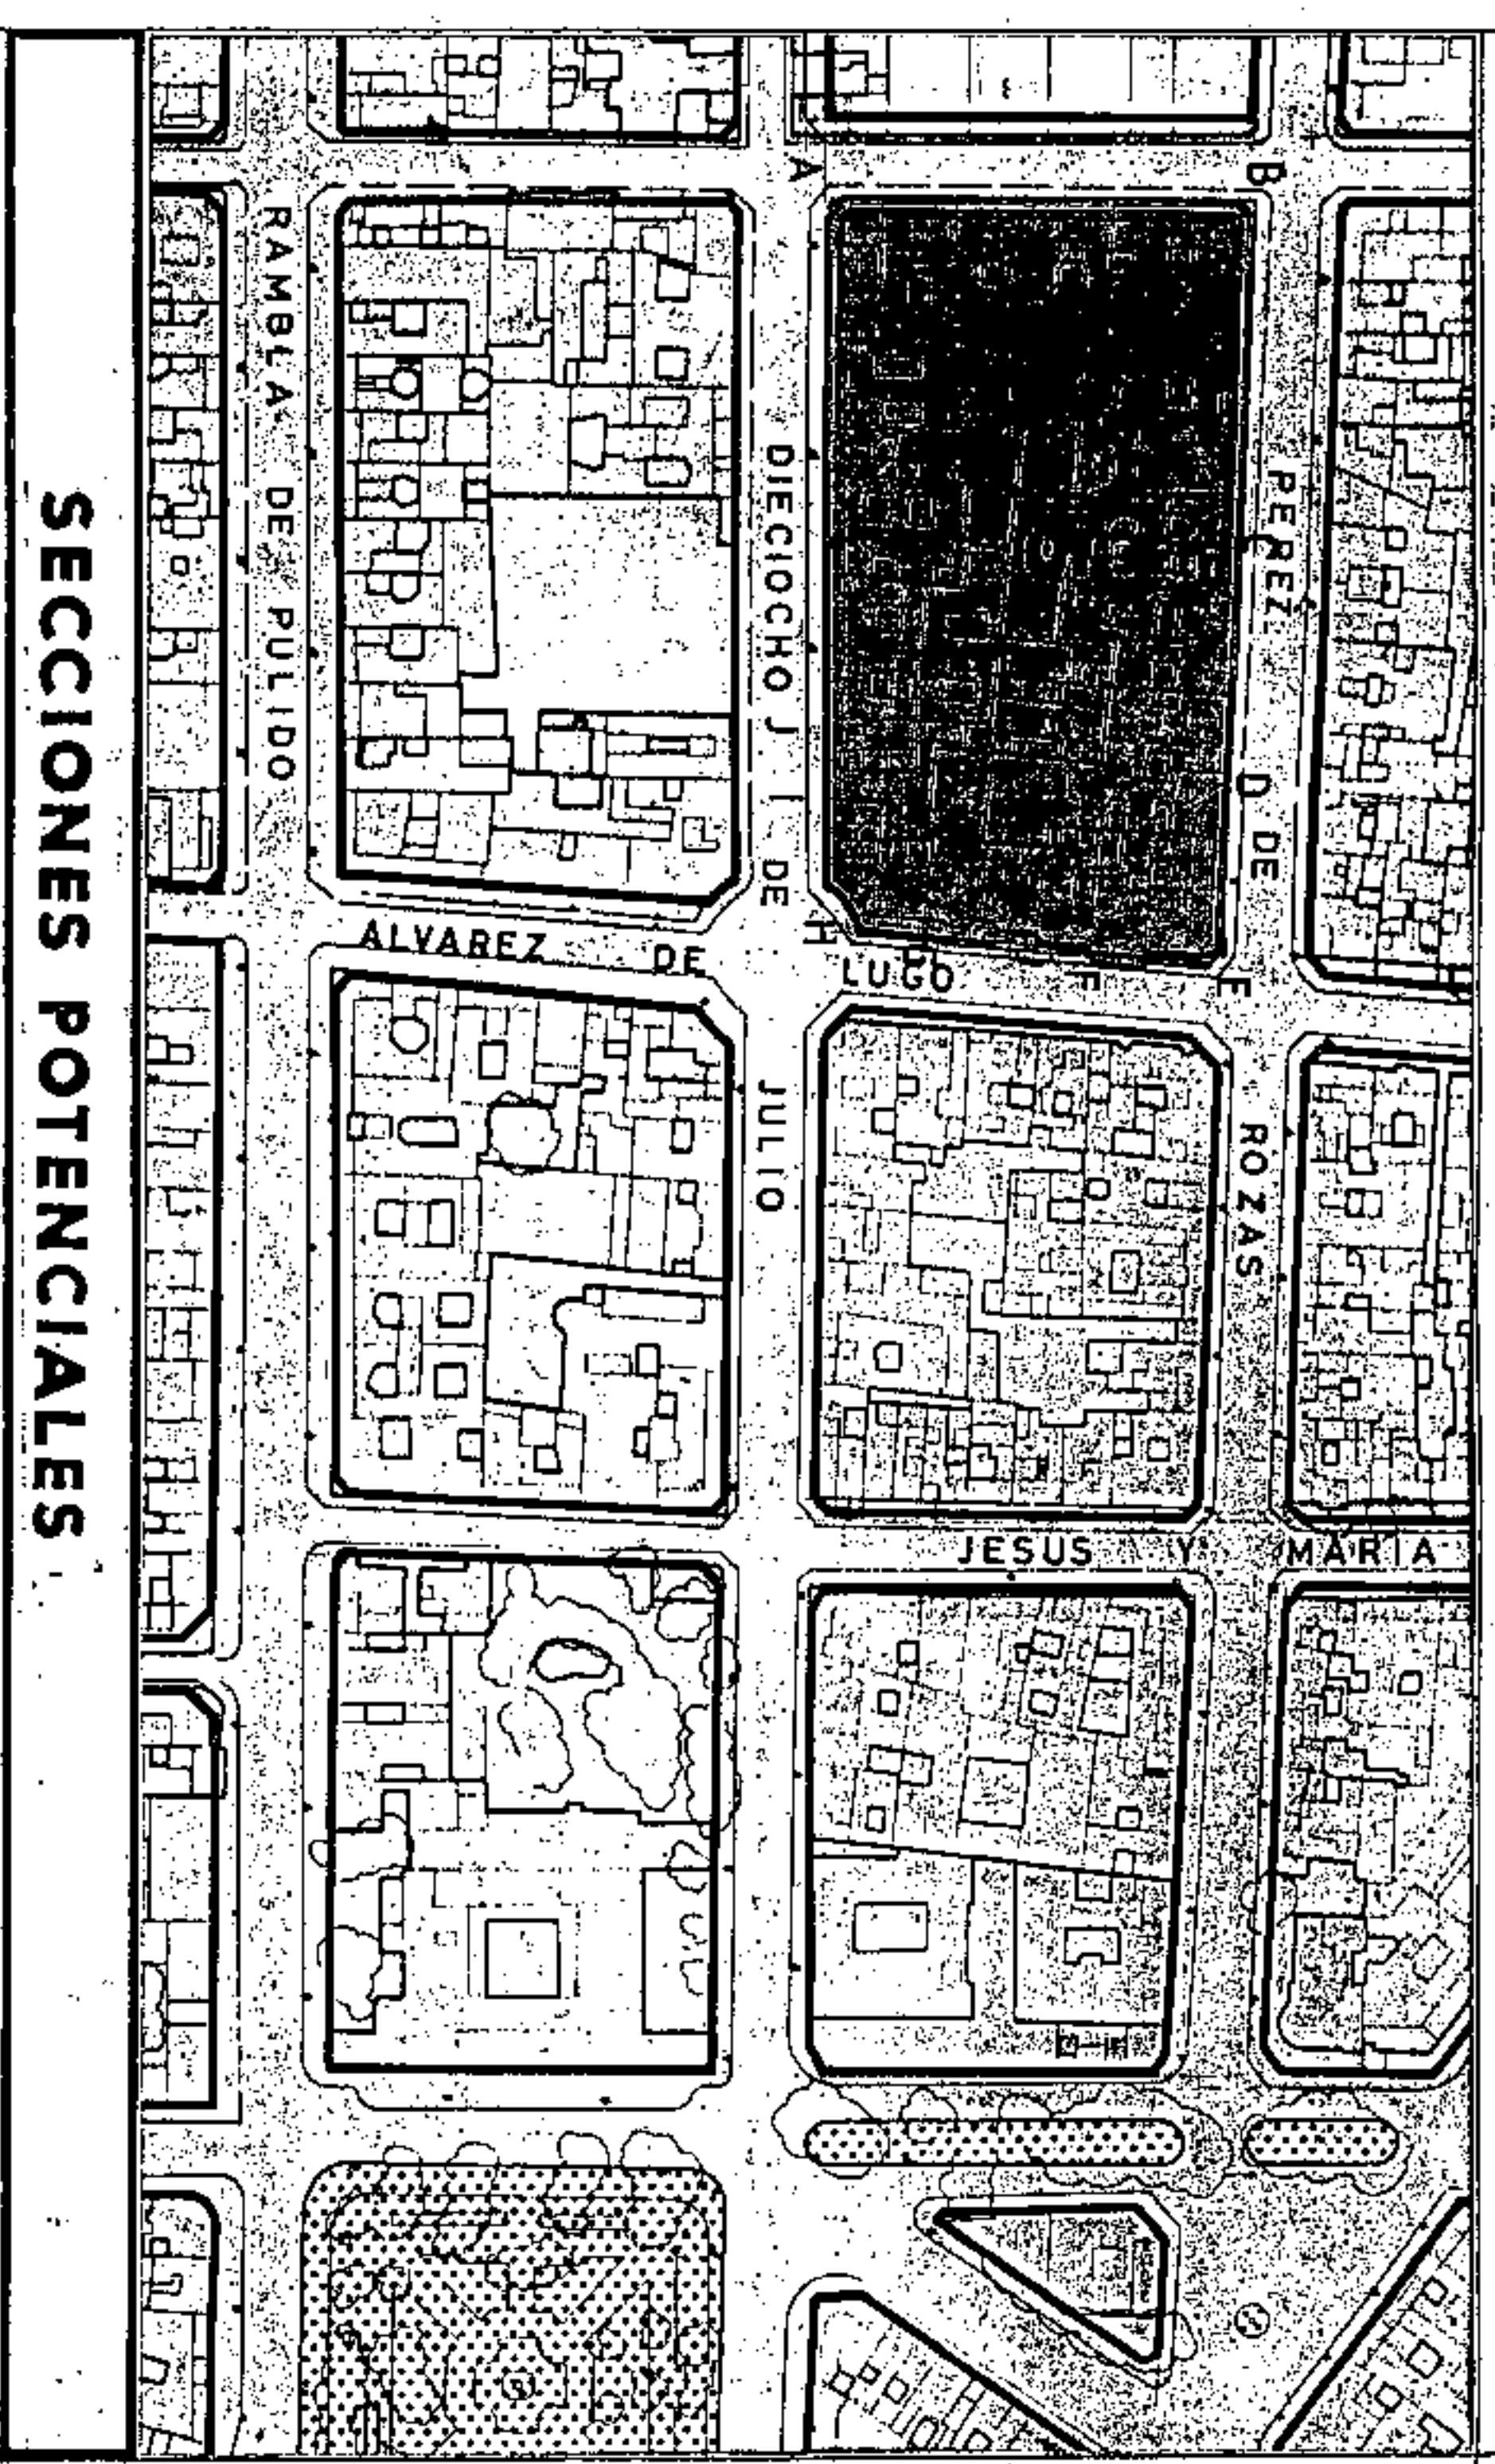 SECCIONES POTENCIALES
RAMBLA DE PULIDO
DIECIOCHO DE JULIO
PEREZ DE ROZAS
ALVAREZ DE LUGO
JESUS Y MARIA
A
B
D
E
F
H